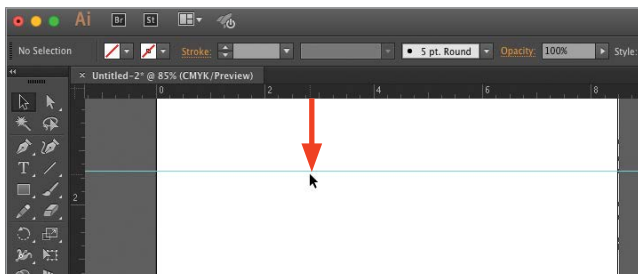 Ai Br St
No Selection Stroke: 5 pt. Round Opacity: 100% Style:
× Untitled-2* @ 85% (CMYK/Preview)
0 2 4 6 8
T
2